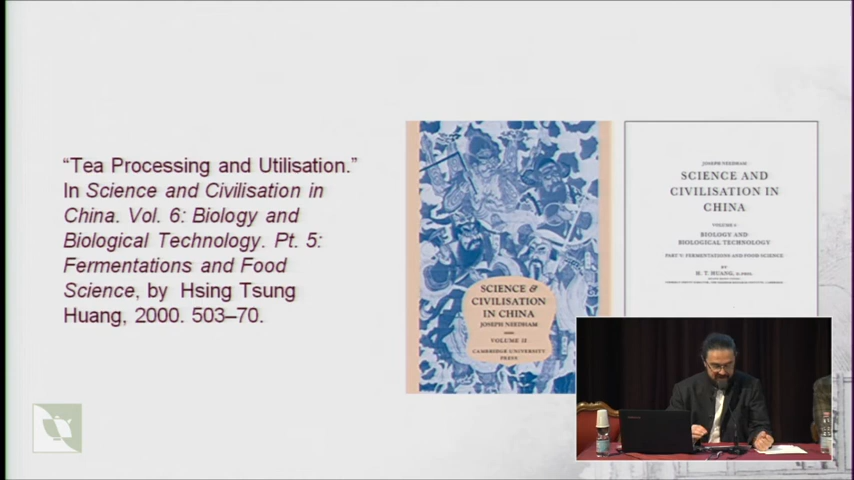 “Tea Processing and Utilisation.”
In Science and Civilisation in
China. Vol. 6: Biology and
Biological Technology. Pt. 5:
Fermentations and Food
Science, by Hsing Tsung
Huang, 2000. 503–70.
SCIENCE &
CIVILISATION
IN CHINA
JOSEPH NEEDHAM
VOLUME II
CAMBRIDGE UNIVERSITY
PRESS
JOSEPH NEEDHAM
SCIENCE AND
CIVILISATION IN
CHINA
VOLUME 6
BIOLOGY AND
BIOLOGICAL TECHNOLOGY
PART V: FERMENTATIONS AND FOOD SCIENCE
BY
H. T. HUANG, D.PHIL.